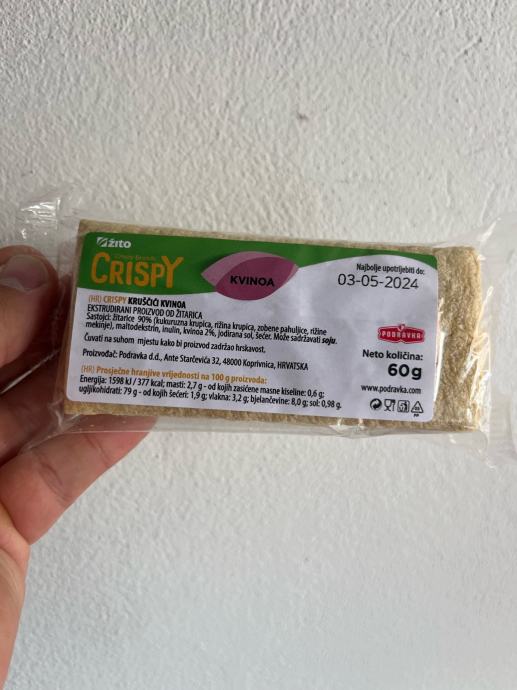 žito
Crispy Breads
CRISPY
KVINOA
Najbolje upotrijebiti do:
03-05-2024
(HR) CRISPY KRUŠČIĆI KVINOA
EKSTRUDIRANI PROIZVOD OD ŽITARICA
Sastojci: žitarice 90% (kukuruzna krupica, rižina krupica, zobene pahuljice, rižine
mekinje), maltodekstrin, inulin, kvinoa 2%, jodirana sol, šećer. Može sadržavati soju.
Čuvati na suhom mjestu kako bi proizvod zadržao hrskavost.
Proizvođač: Podravka d.d., Ante Starčevića 32, 48000 Koprivnica, HRVATSKA
(HR) Prosječne hranjive vrijednosti na 100 g proizvoda:
Energija: 1598 kJ / 377 kcal; masti: 2,7 g - od kojih zasićene masne kiseline: 0,6 g;
ugljikohidrati: 79 g - od kojih šećeri: 1,9 g; vlakna: 3,2 g; bjelančevine: 8,0 g; sol: 0,98 g.
PODRAVKA
Neto količina:
60g
www.podravka.com
PP